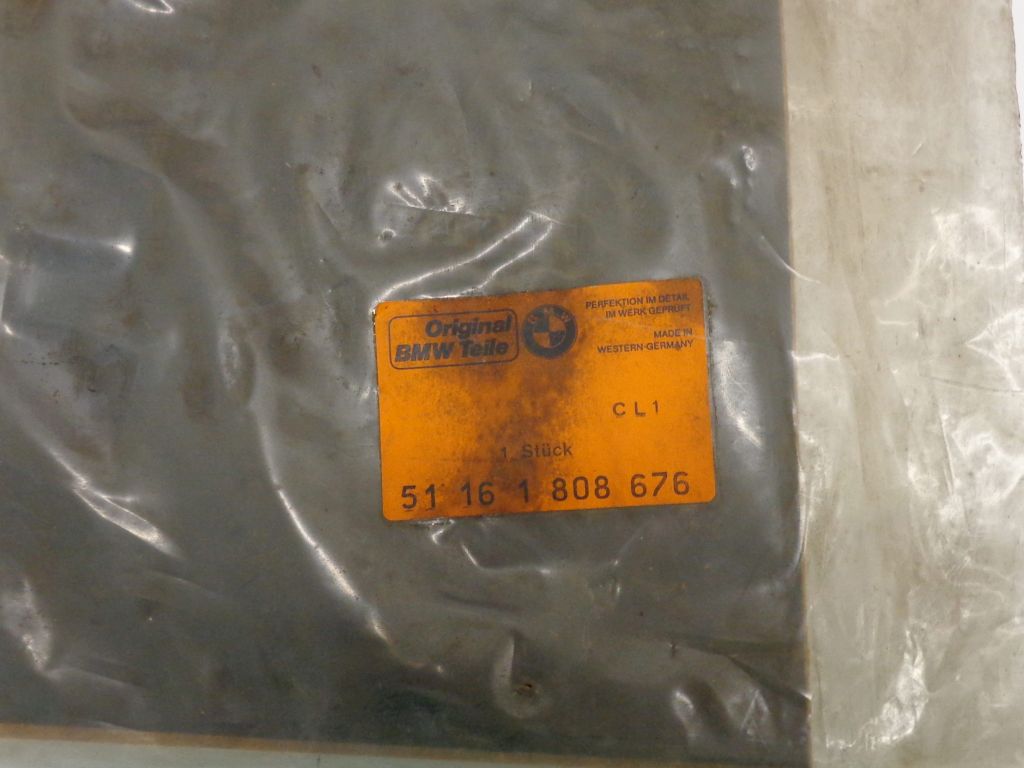 Original
BMW Teile
PERFEKTION IM DETAIL
IM WERK GEPRÜFT
MADE IN
WESTERN-GERMANY
CL1
1 Stück
51 16 1 808 676